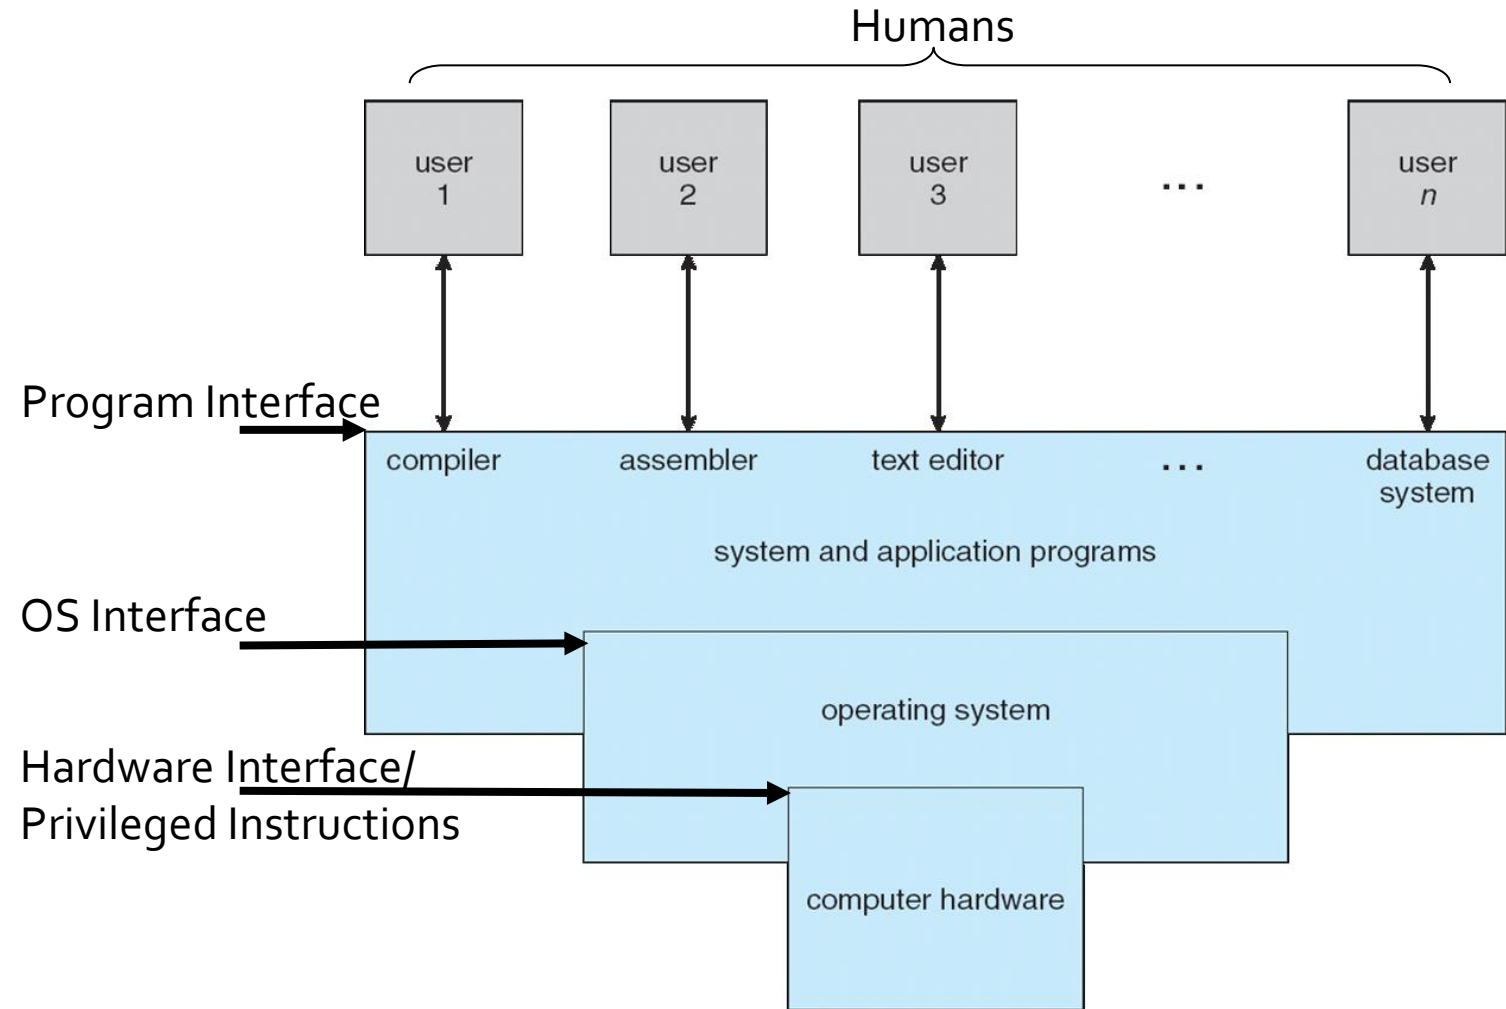 Humans
user
1
user
2
user
3
...
user
n
Program Interface
compiler
assembler
text editor
...
database
system
system and application programs
OS Interface
operating system
Hardware Interface/
Privileged Instructions
computer hardware